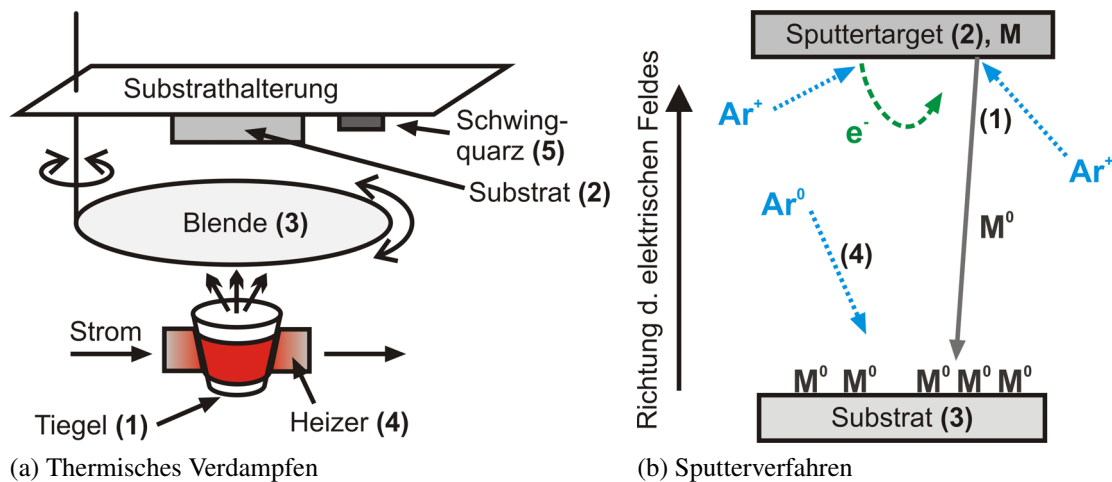 Substrathalterung
Schwing-
quarz (5)
Substrat (2)
Blende (3)
Strom
Tiegel (1)
Heizer (4)
(a) Thermisches Verdampfen
Richtung d. elektrischen Feldes
Sputtertarget (2), M
Ar⁺
e⁻
(1)
Ar⁺
Ar⁰
(4)
M⁰
M⁰ M⁰ M⁰ M⁰ M⁰
Substrat (3)
(b) Sputterverfahren